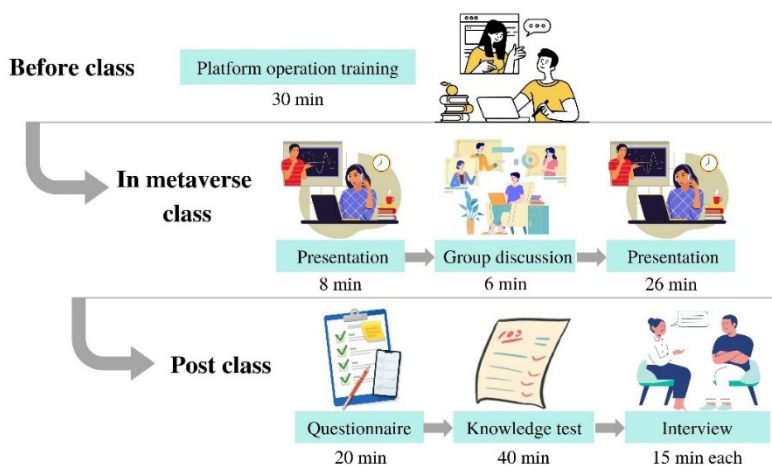 Before class
Platform operation training
30 min
In metaverse
class
Presentation
Group discussion
Presentation
8 min
6 min
26 min
Post class
Questionnaire
Knowledge test
Interview
20 min
40 min
15 min each